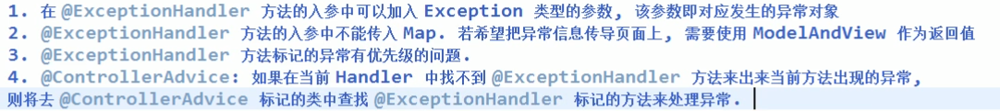 1. 在 @ExceptionHandler 方法的入参中可以加入 Exception 类型的参数, 该参数即对应发生的异常对象
2. @ExceptionHandler 方法的入参中不能传入 Map. 若希望把异常信息传导页面上, 需要使用 ModelAndView 作为返回值
3. @ExceptionHandler 方法标记的异常有优先级的问题.
4. @ControllerAdvice: 如果在当前 Handler 中找不到 @ExceptionHandler 方法来出来当前方法出现的异常,
则将去 @ControllerAdvice 标记的类中查找 @ExceptionHandler 标记的方法来处理异常.